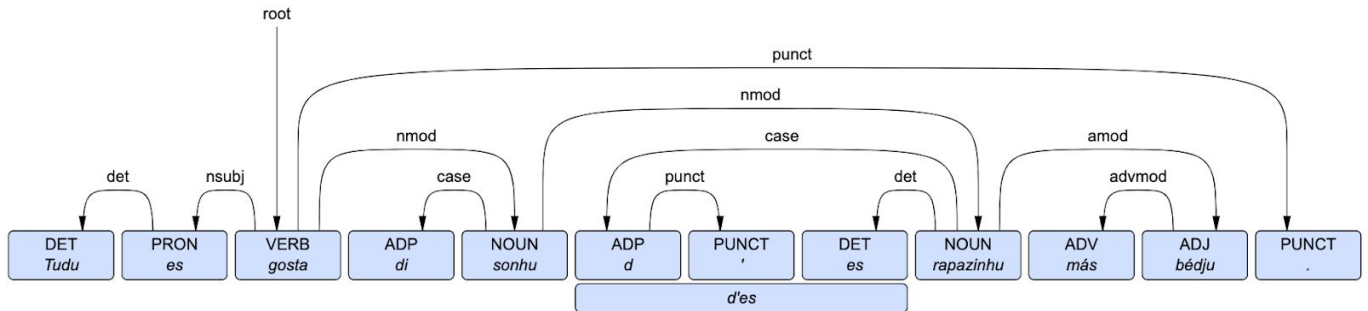 root
punct
nmod
nmod case amod
det nsubj case punct det advmod
DET PRON VERB ADP NOUN ADP PUNCT DET NOUN ADV ADJ PUNCT
Tudu es gosta di sonhu d ' es rapazinhu más bédju .
d'es